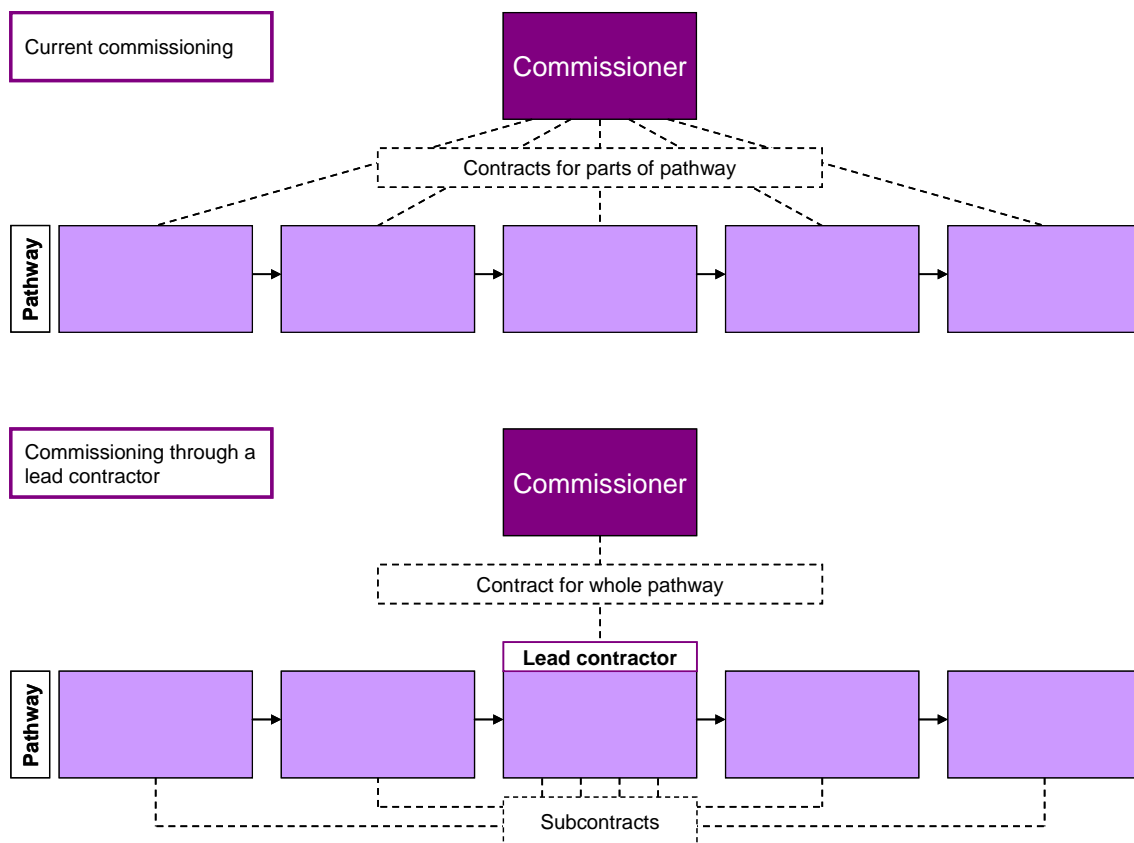 Current commissioning
Commissioner
Contracts for parts of pathway
Pathway
Commissioning through a
lead contractor
Commissioner
Contract for whole pathway
Lead contractor
Pathway
Subcontracts